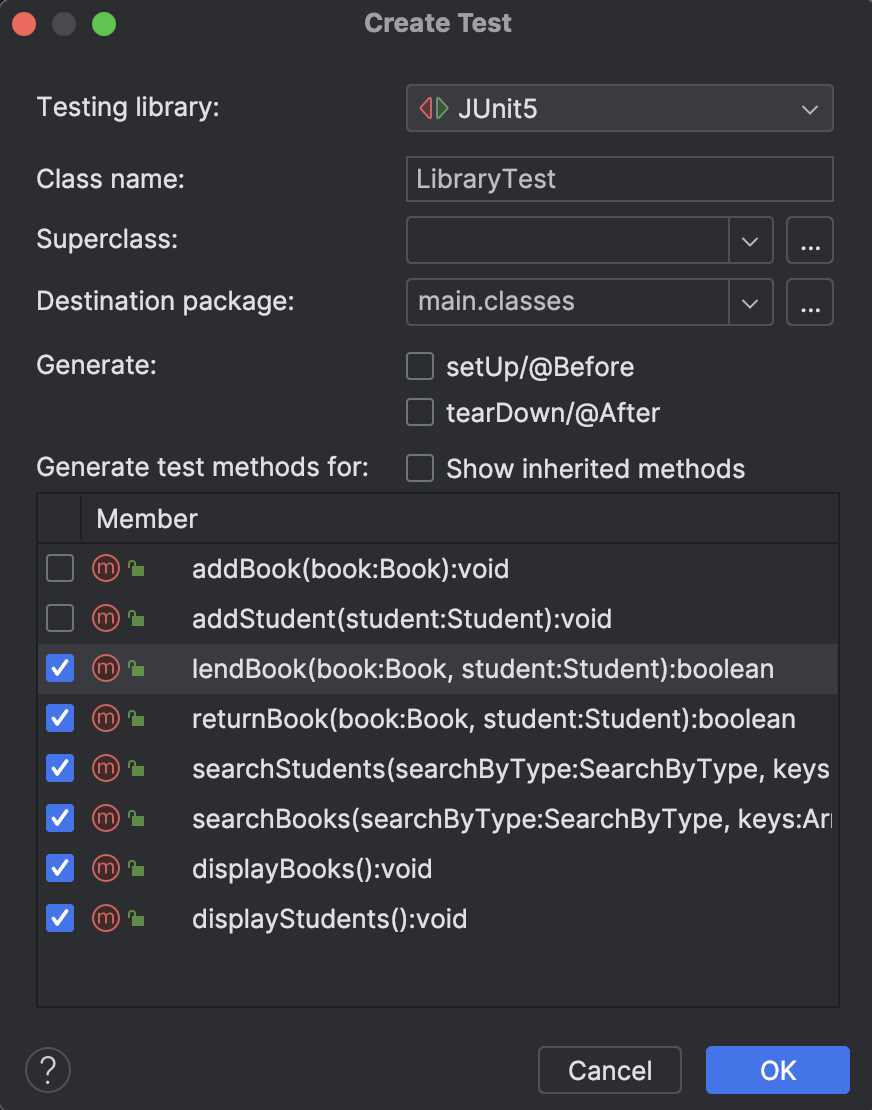 Create Test
Testing library: JUnit5
Class name: LibraryTest
Superclass: ...
Destination package: main.classes ...
Generate: setUp/@Before
tearDown/@After
Generate test methods for: Show inherited methods
Member
m addBook(book:Book):void
m addStudent(student:Student):void
m lendBook(book:Book, student:Student):boolean
m returnBook(book:Book, student:Student):boolean
m searchStudents(searchByType:SearchByType, keys
m searchBooks(searchByType:SearchByType, keys:Arr
m displayBooks():void
m displayStudents():void
? Cancel OK